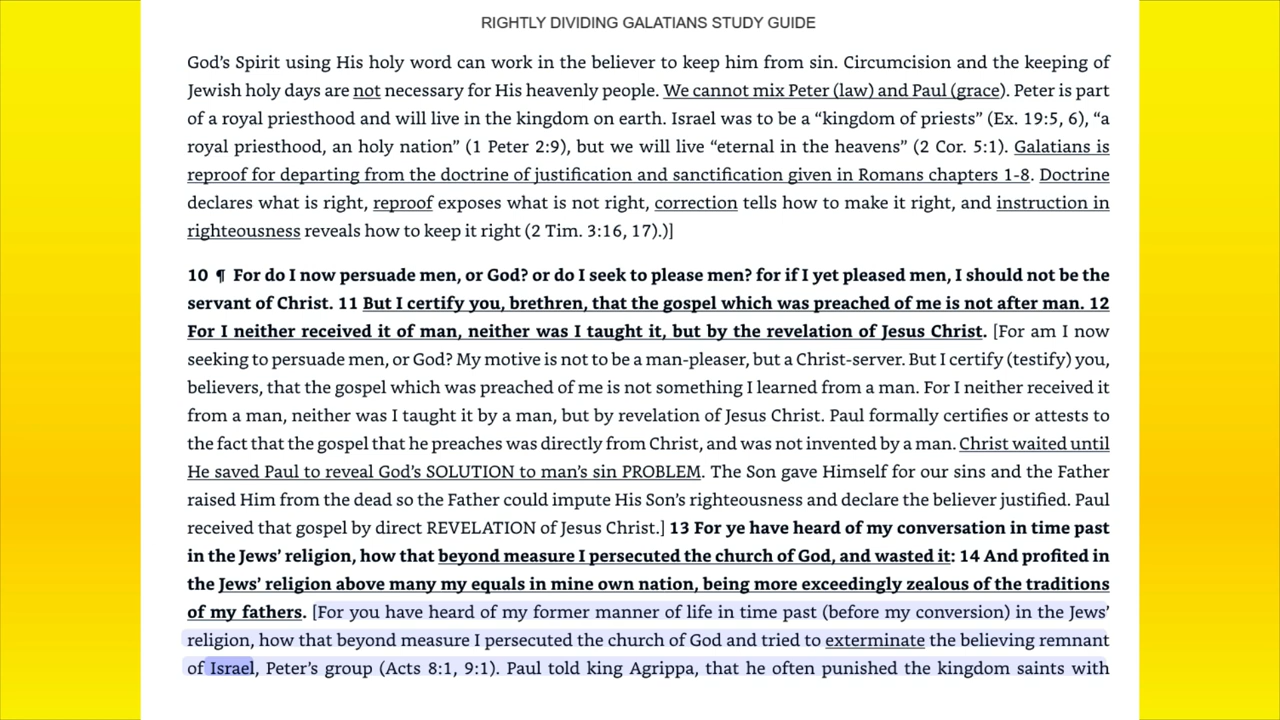 RIGHTLY DIVIDING GALATIANS STUDY GUIDE
God’s Spirit using His holy word can work in the believer to keep him from sin. Circumcision and the keeping of
Jewish holy days are not necessary for His heavenly people. We cannot mix Peter (law) and Paul (grace). Peter is part
of a royal priesthood and will live in the kingdom on earth. Israel was to be a “kingdom of priests” (Ex. 19:5, 6), “a
royal priesthood, an holy nation” (1 Peter 2:9), but we will live “eternal in the heavens” (2 Cor. 5:1). Galatians is
reproof for departing from the doctrine of justification and sanctification given in Romans chapters 1-8. Doctrine
declares what is right, reproof exposes what is not right, correction tells how to make it right, and instruction in
righteousness reveals how to keep it right (2 Tim. 3:16, 17).)]
10 ¶ For do I now persuade men, or God? or do I seek to please men? for if I yet pleased men, I should not be the
servant of Christ. 11 But I certify you, brethren, that the gospel which was preached of me is not after man. 12
For I neither received it of man, neither was I taught it, but by the revelation of Jesus Christ. [For am I now
seeking to persuade men, or God? My motive is not to be a man-pleaser, but a Christ-server. But I certify (testify) you,
believers, that the gospel which was preached of me is not something I learned from a man. For I neither received it
from a man, neither was I taught it by a man, but by revelation of Jesus Christ. Paul formally certifies or attests to
the fact that the gospel that he preaches was directly from Christ, and was not invented by a man. Christ waited until
He saved Paul to reveal God’s SOLUTION to man’s sin PROBLEM. The Son gave Himself for our sins and the Father
raised Him from the dead so the Father could impute His Son’s righteousness and declare the believer justified. Paul
received that gospel by direct REVELATION of Jesus Christ.] 13 For ye have heard of my conversation in time past
in the Jews’ religion, how that beyond measure I persecuted the church of God, and wasted it: 14 And profited in
the Jews’ religion above many my equals in mine own nation, being more exceedingly zealous of the traditions
of my fathers. [For you have heard of my former manner of life in time past (before my conversion) in the Jews’
religion, how that beyond measure I persecuted the church of God and tried to exterminate the believing remnant
of Israel, Peter’s group (Acts 8:1, 9:1). Paul told king Agrippa, that he often punished the kingdom saints with